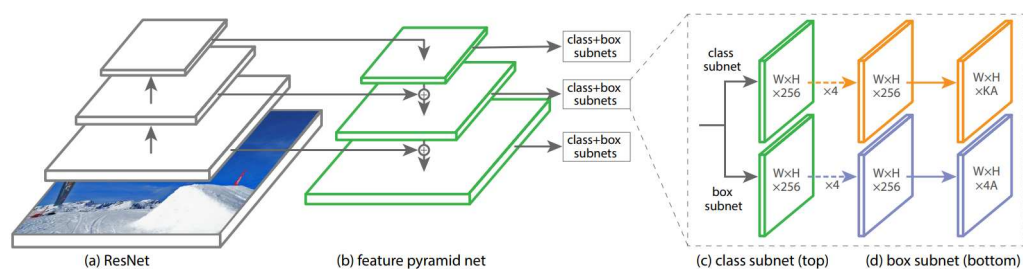 class+box
subnets
class+box
subnets
class+box
subnets
class
subnet
W×H
×256
×4
W×H
×256
W×H
×KA
box
subnet
W×H
×256
×4
W×H
×256
W×H
×4A
(a) ResNet
(b) feature pyramid net
(c) class subnet (top)
(d) box subnet (bottom)